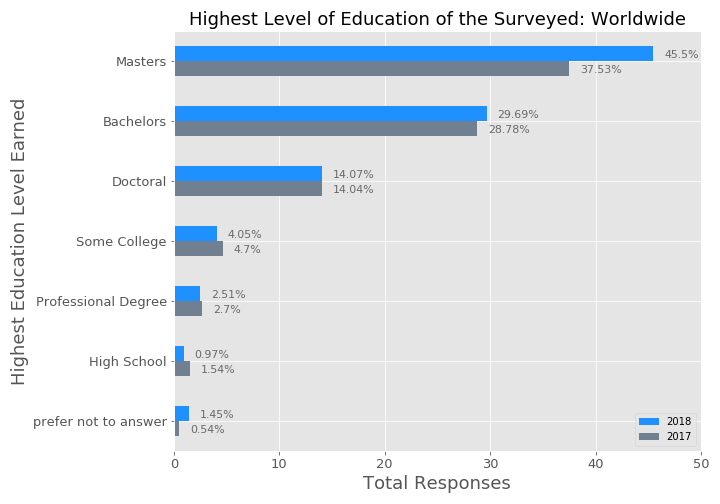 Highest Level of Education of the Surveyed: Worldwide
Highest Education Level Earned
Masters
45.5%
37.53%
Bachelors
29.69%
28.78%
Doctoral
14.07%
14.04%
Some College
4.05%
4.7%
Professional Degree
2.51%
2.7%
High School
0.97%
1.54%
prefer not to answer
1.45%
0.54%
2018
2017
0 10 20 30 40 50
Total Responses